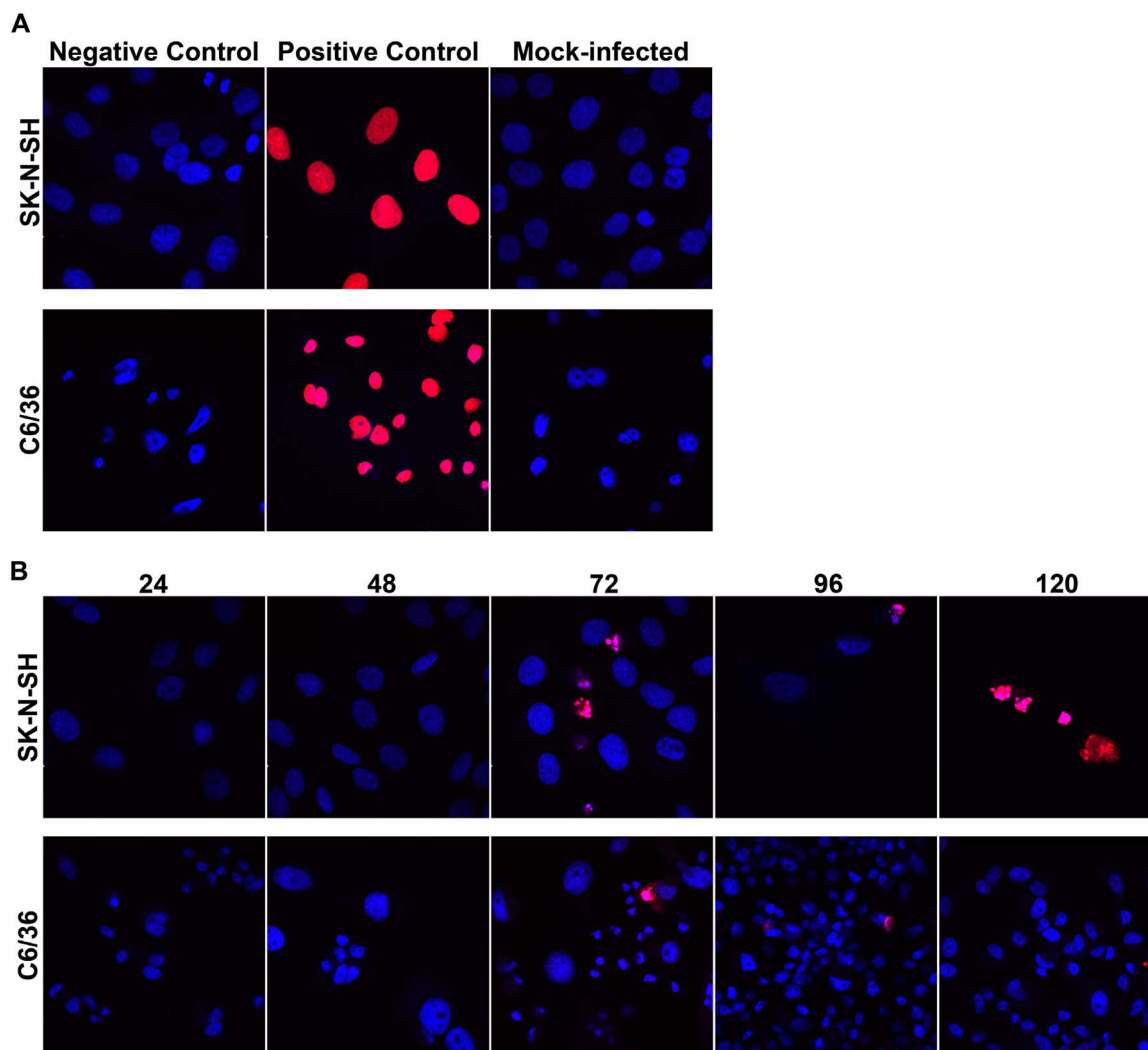 A
Negative Control Positive Control Mock-infected
SK-N-SH
C6/36
B
24 48 72 96 120
SK-N-SH
C6/36